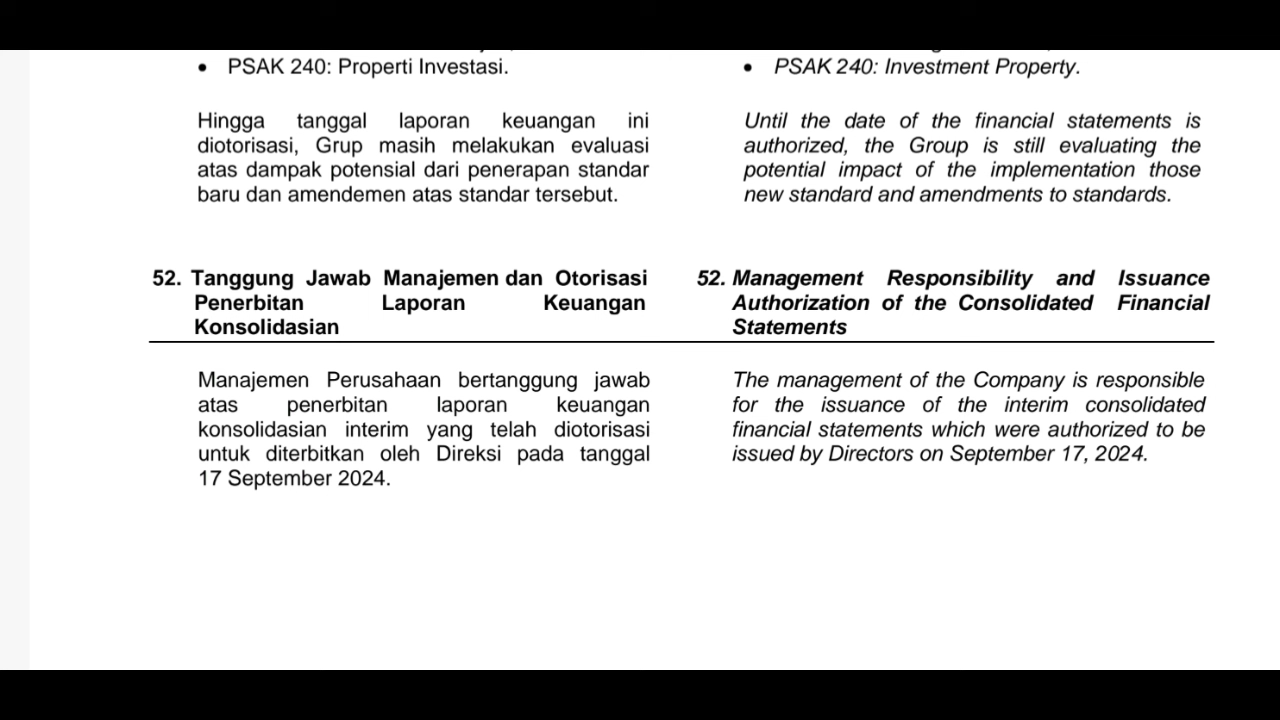 • PSAK 240: Properti Investasi.
Hingga tanggal laporan keuangan ini
diotorisasi, Grup masih melakukan evaluasi
atas dampak potensial dari penerapan standar
baru dan amendemen atas standar tersebut.
52. Tanggung Jawab Manajemen dan Otorisasi
Penerbitan Laporan Keuangan
Konsolidasian
Manajemen Perusahaan bertanggung jawab
atas penerbitan laporan keuangan
konsolidasian interim yang telah diotorisasi
untuk diterbitkan oleh Direksi pada tanggal
17 September 2024.
• PSAK 240: Investment Property.
Until the date of the financial statements is
authorized, the Group is still evaluating the
potential impact of the implementation those
new standard and amendments to standards.
52. Management Responsibility and Issuance
Authorization of the Consolidated Financial
Statements
The management of the Company is responsible
for the issuance of the interim consolidated
financial statements which were authorized to be
issued by Directors on September 17, 2024.